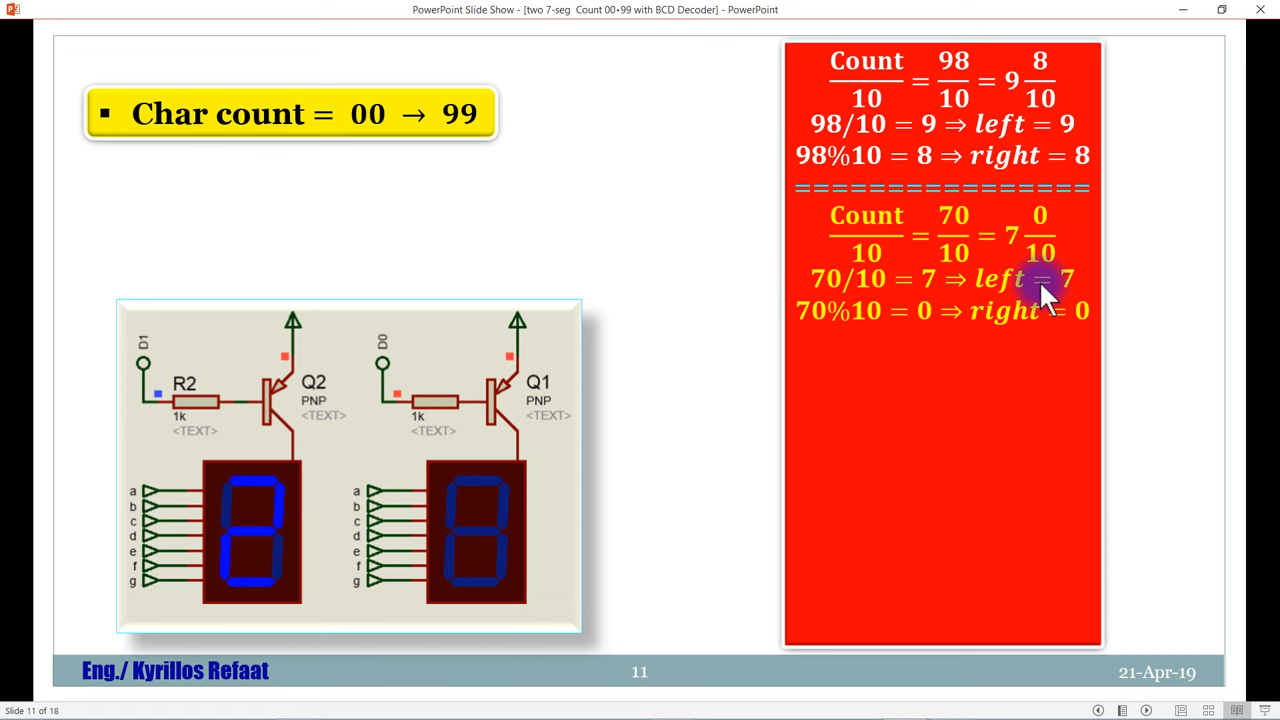 PowerPoint Slide Show - [two 7-seg Count 00•99 with BCD Decoder] - PowerPoint
▪ Char count = 00 → 99
Count/10 = 98/10 = 9 8/10
98/10 = 9 ⇒ left = 9
98%10 = 8 ⇒ right = 8
================
Count/10 = 70/10 = 7 0/10
70/10 = 7 ⇒ left = 7
70%10 = 0 ⇒ right = 0
D1
R2
1k
<TEXT>
Q2
PNP
<TEXT>
D0
1k
<TEXT>
Q1
PNP
<TEXT>
a
b
c
d
e
f
g
2
a
b
c
d
e
f
g
Eng./ Kyrillos Refaat
11
21-Apr-19
Slide 11 of 18